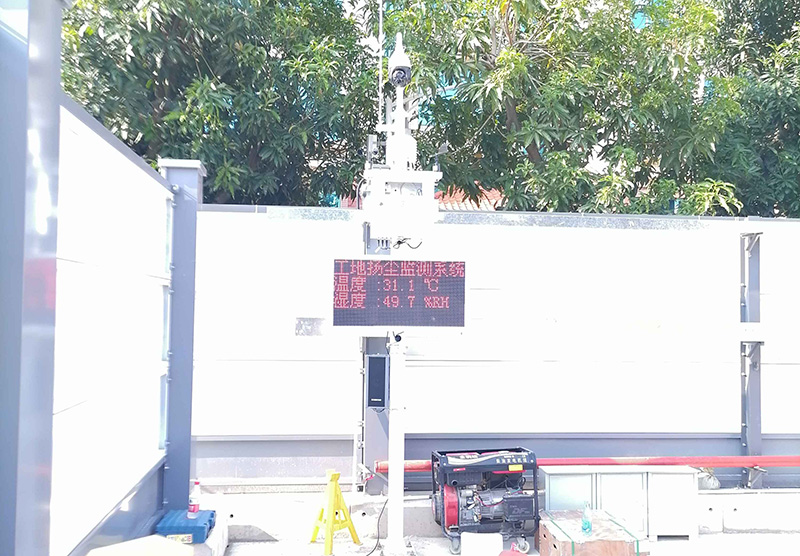 工地扬尘监测系统
温度 :31.1 ℃
湿度 :49.7 %RH